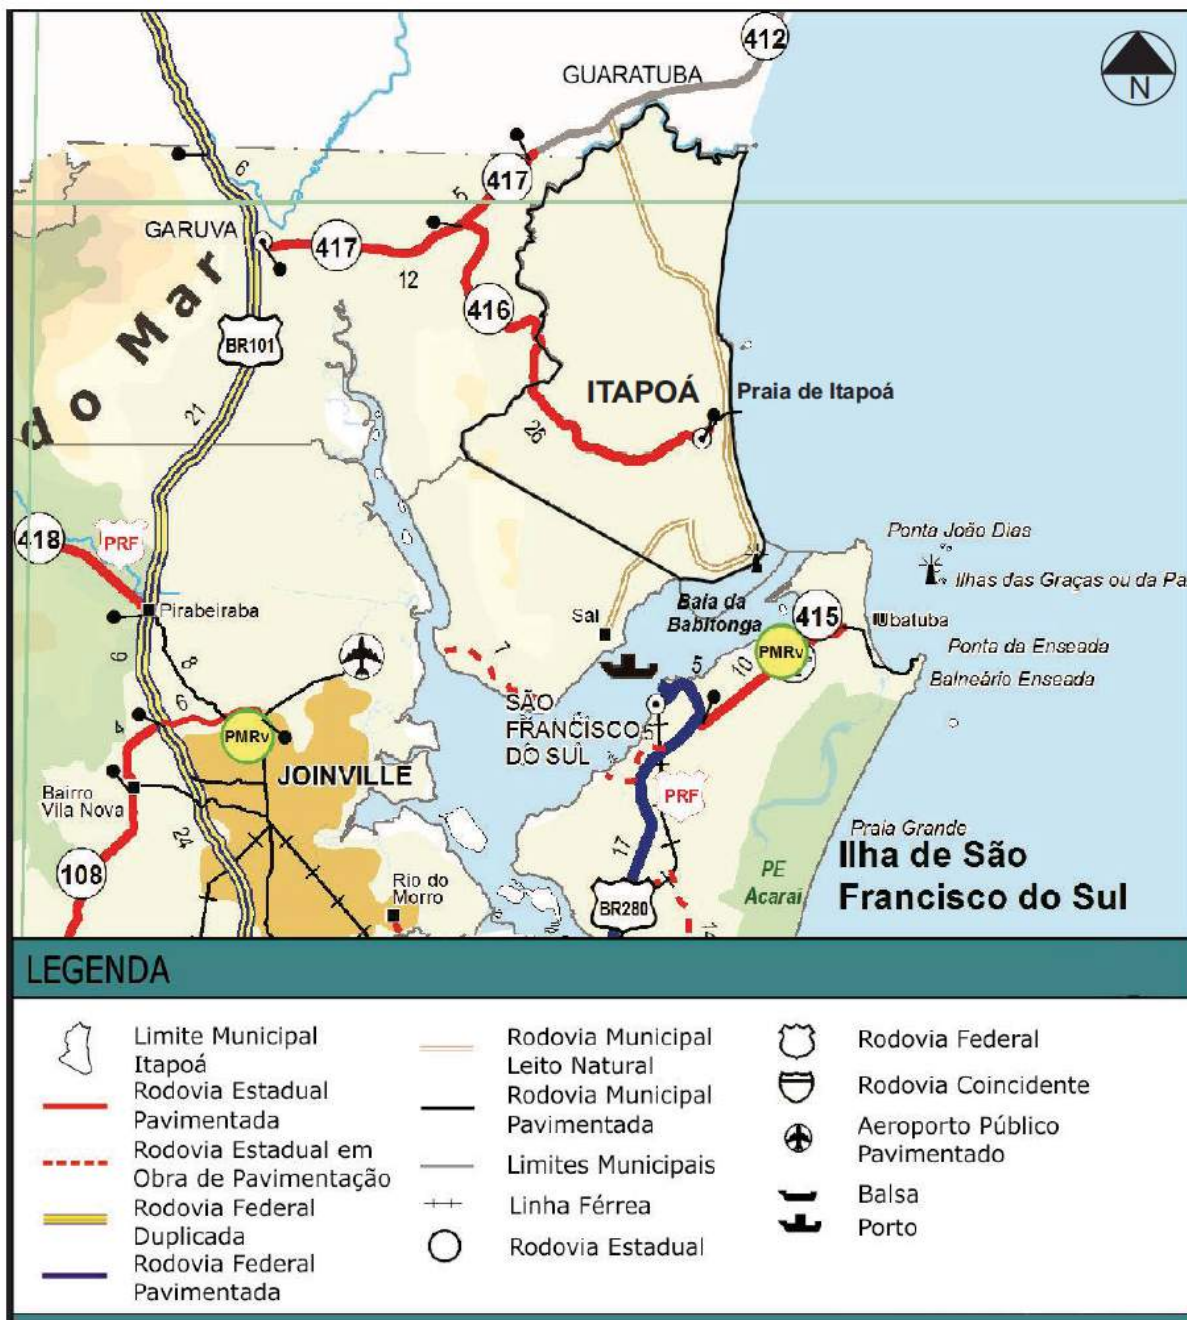 412
GUARATUBA
N
6
417
5
GARUVA
417
12
416
do Mar
BR101
ITAPOÁ
Praia de Itapoá
21
26
418
PRF
Ponta João Dias
Ilhas das Graças ou da Pa
Pirabeiraba
Sal
Baía da
Babitonga
415
Ubatuba
Ponta da Enseada
Balneário Enseada
PMRv
10
5
7
9
8
6
4
SÃO
FRANCISCO
DO SUL
5
PMRv
JOINVILLE
Bairro
Vila Nova
PRF
24
17
Praia Grande
Ilha de São
Francisco do Sul
PE
Acaraí
108
Rio do
Morro
BR280
LEGENDA
Limite Municipal
Itapoá
Rodovia Estadual
Pavimentada
Rodovia Estadual em
Obra de Pavimentação
Rodovia Federal
Duplicada
Rodovia Federal
Pavimentada
Rodovia Municipal
Leito Natural
Rodovia Municipal
Pavimentada
Limites Municipais
Linha Férrea
Rodovia Estadual
Rodovia Federal
Rodovia Coincidente
Aeroporto Público
Pavimentado
Balsa
Porto